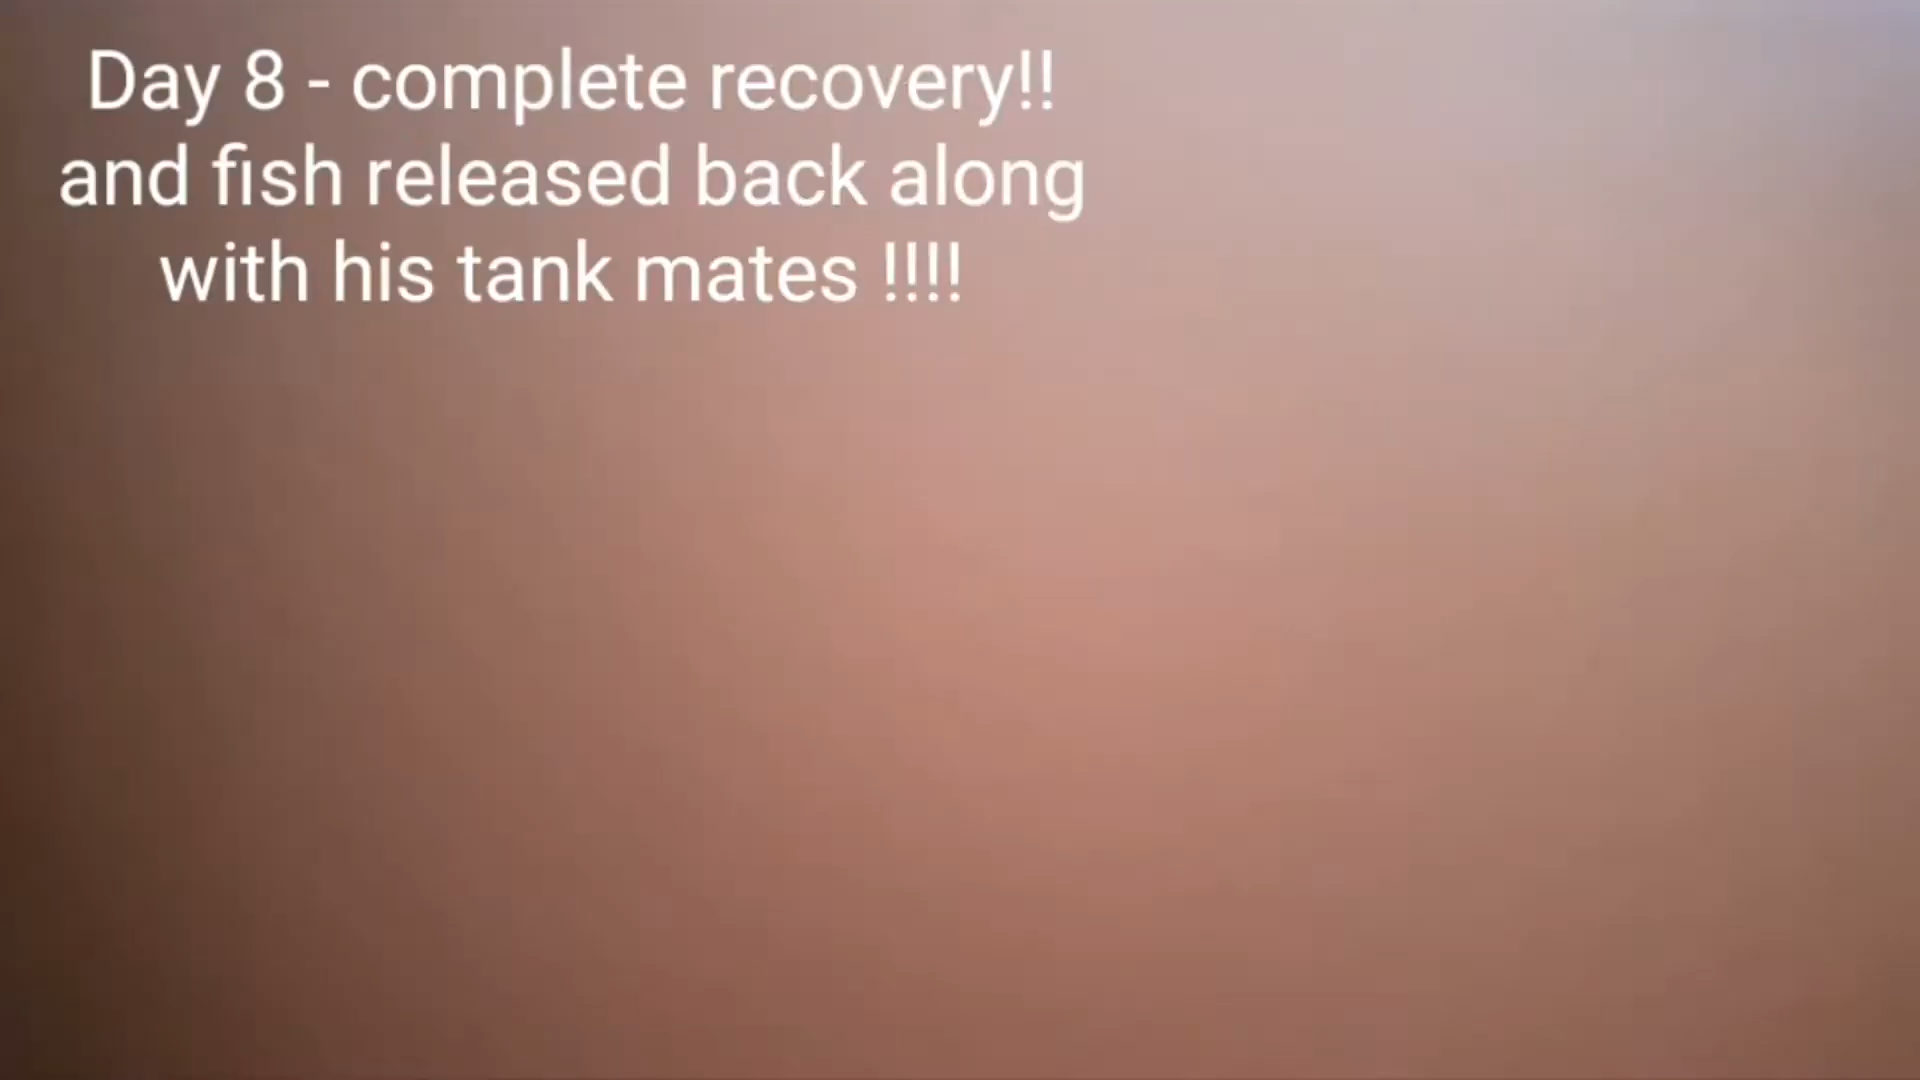 Day 8 - complete recovery!!
and fish released back along
with his tank mates !!!!